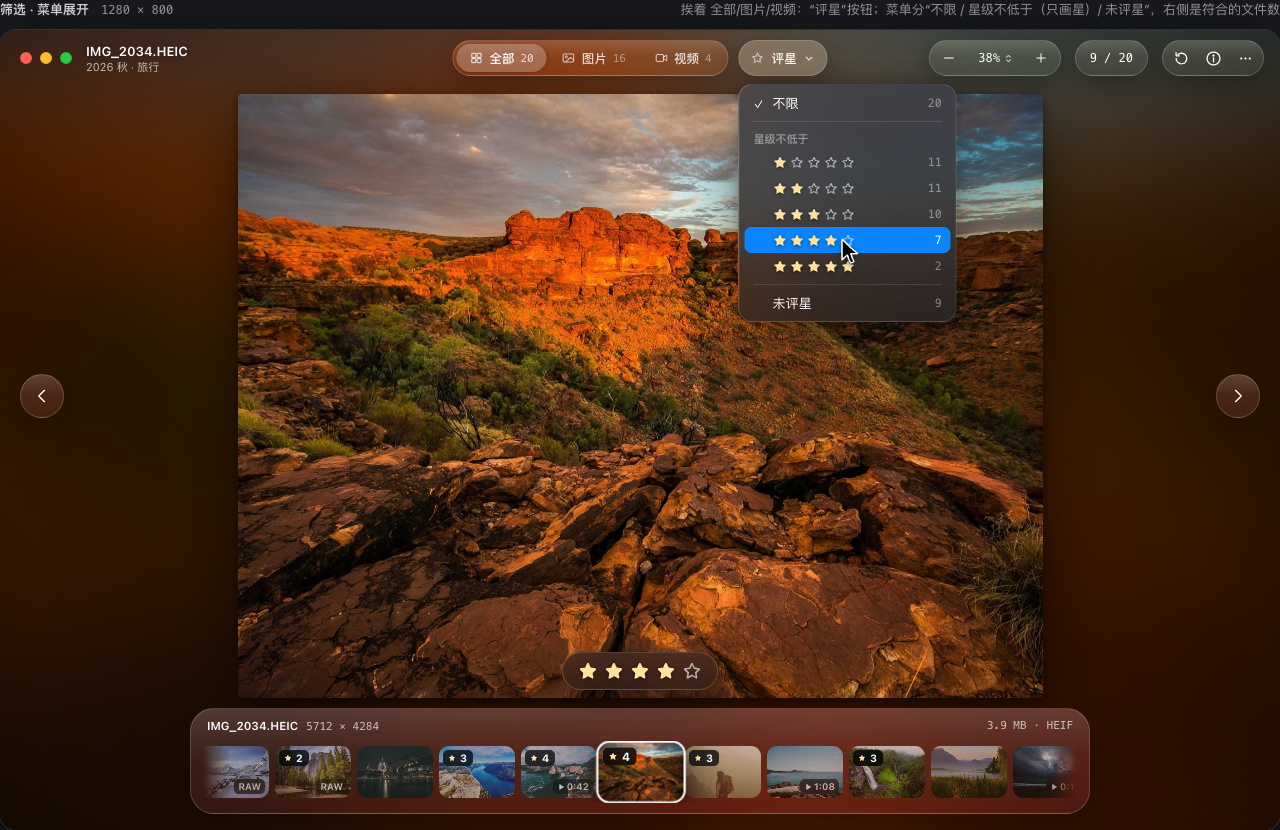 筛选 · 菜单展开 1280 × 800
挨着 全部/图片/视频：“评星”按钮；菜单分“不限 / 星级不低于（只画星）/ 未评星”，右侧是符合的文件数
IMG_2034.HEIC
2026 秋 · 旅行
全部 20 图片 16 视频 4
评星
38%
9 / 20
不限 20
星级不低于
11
11
10
7
2
未评星 9
IMG_2034.HEIC 5712 × 4284
3.9 MB · HEIF
RAW
2
RAW
3
4
0:42
4
3
1:08
3